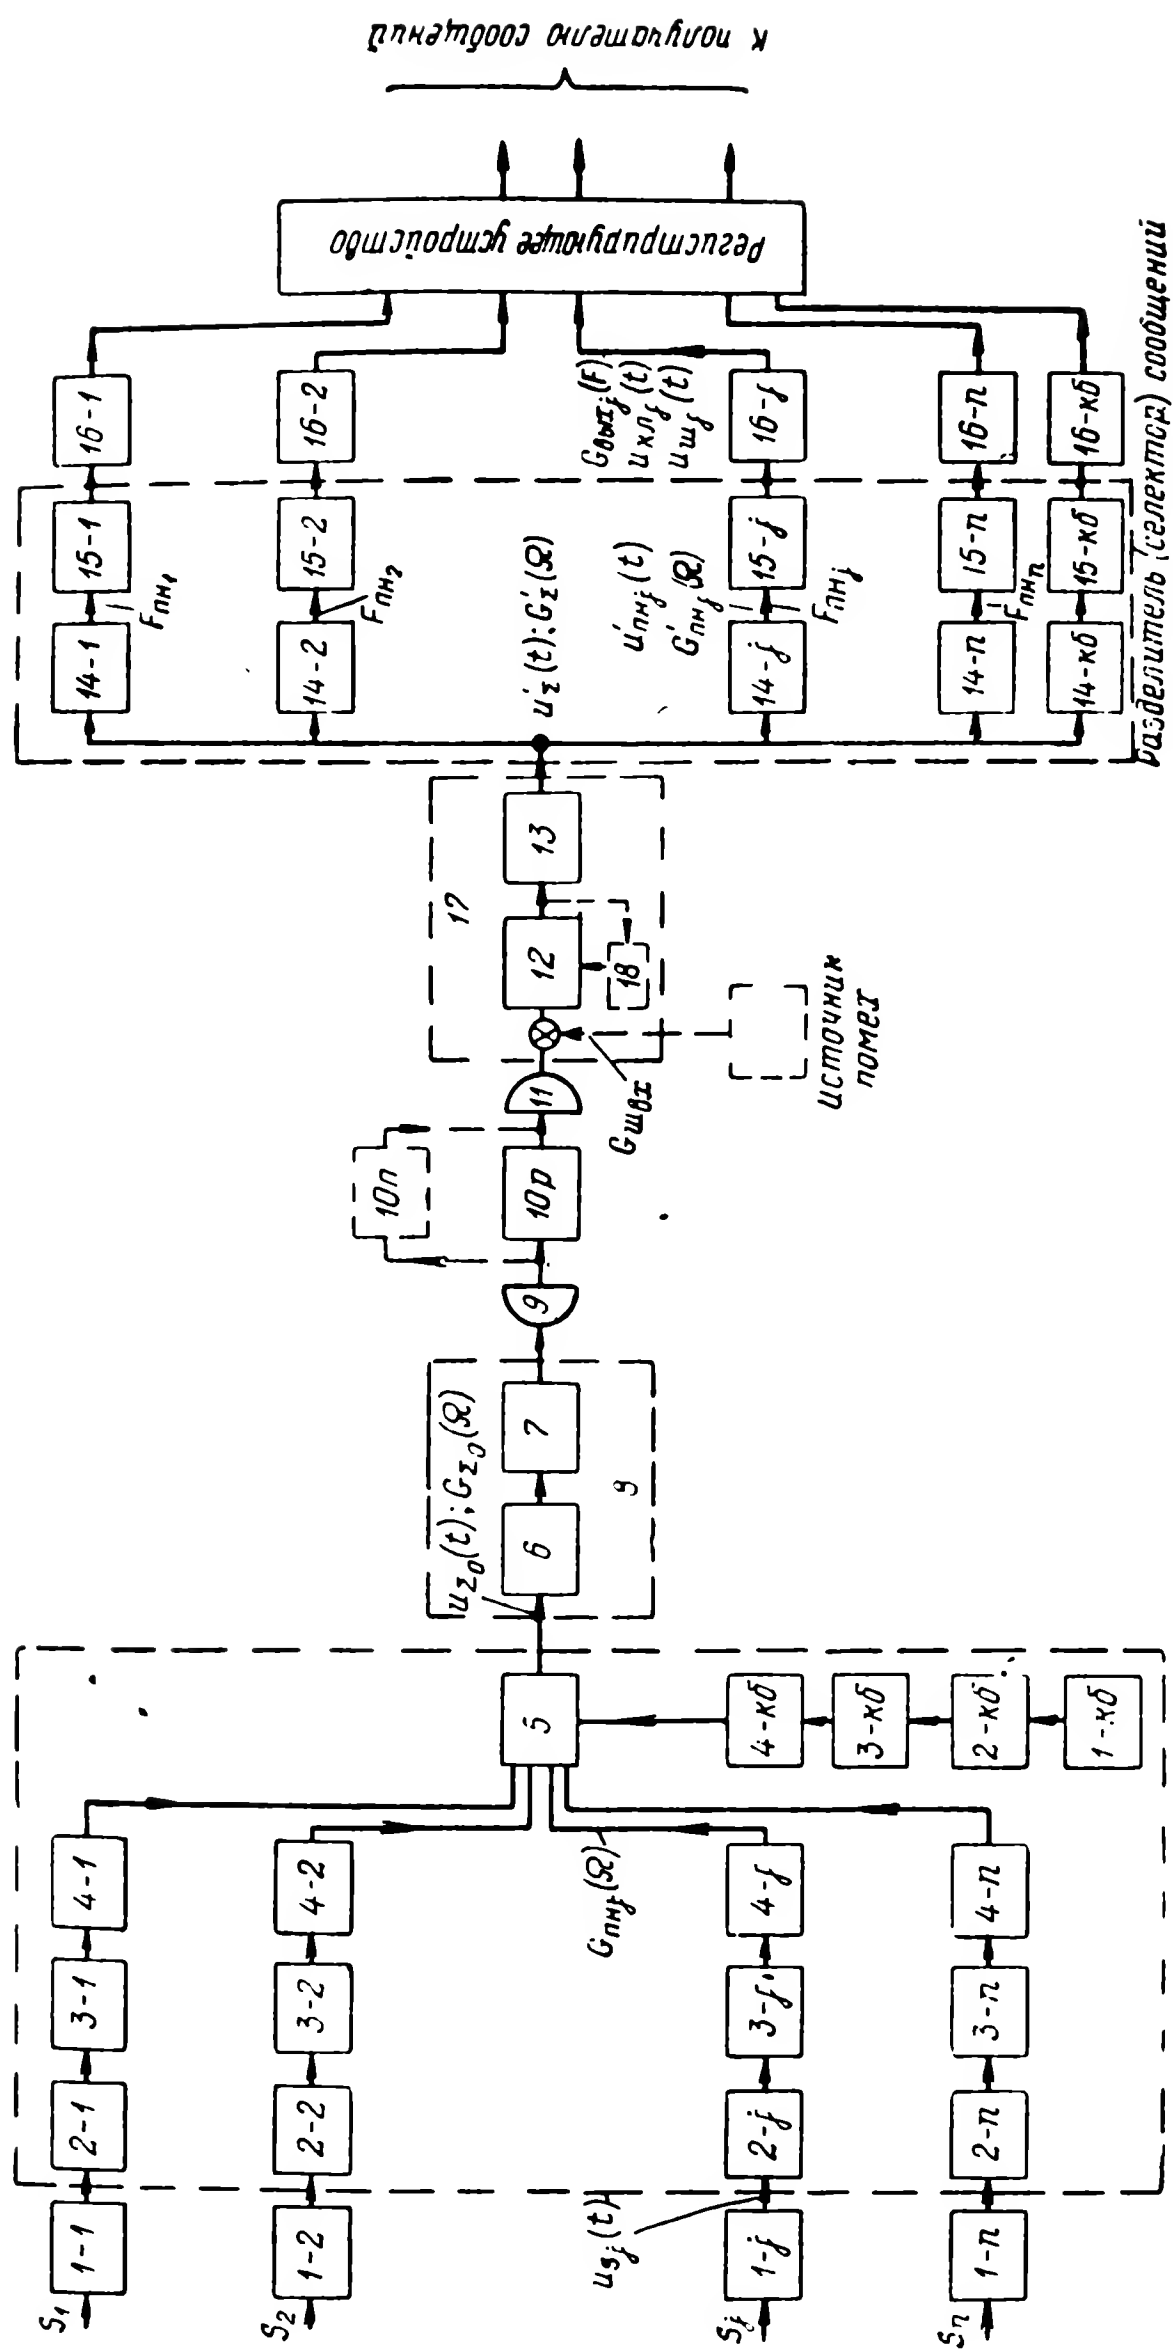 S₁
1-1
2-1
3-1
4-1
S₂
1-2
2-2
3-2
4-2
Sⱼ
1-j
uэⱼ(t)
2-j
3-j
4-j
Gпнⱼ(Ω)
Sₙ
1-n
2-n
3-n
4-n
1-кб
2-кб
3-кб
4-кб
5
uΣ₀(t); GΣ₀(Ω)
6
7
9
9
10р
10п
11
Gшвх
источник
помех
12
13
18
17
u'Σ(t); G'Σ(Ω)
14-1
Fпн₁
15-1
16-1
14-2
Fпн₂
15-2
16-2
u'пнⱼ(t)
G'пнⱼ(Ω)
14-j
Fпнⱼ
15-j
Gвыхⱼ(F)
uклⱼ(t)
uшⱼ(t)
16-j
14-n
Fпнₙ
15-n
16-n
14-кб
15-кб
16-кб
разделитель (селектор) сообщений
Регистрирующее устройство
К получателю сообщений